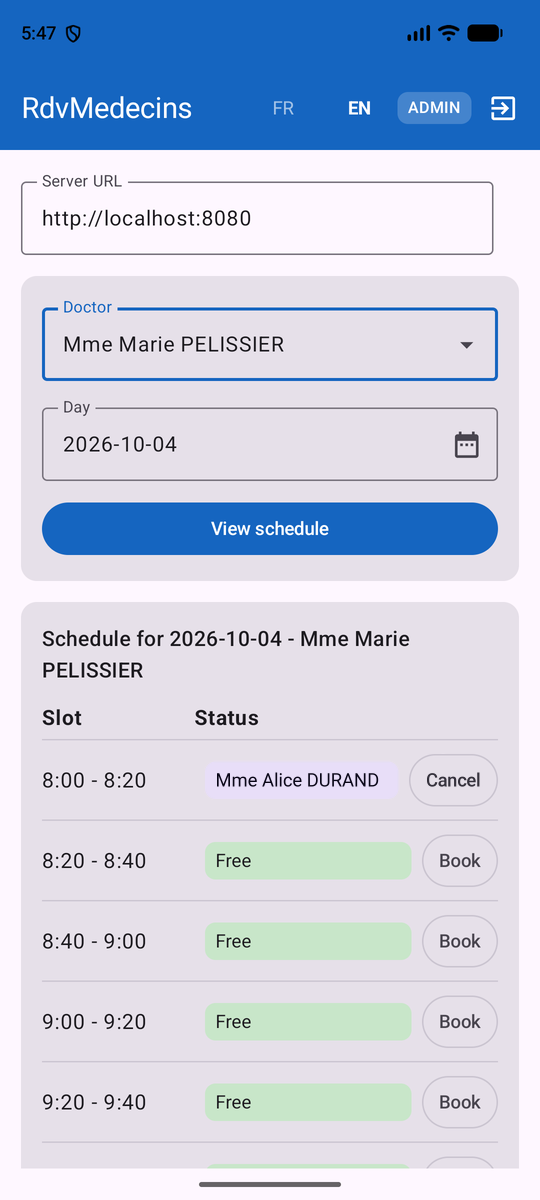 5:47
RdvMedecins FR EN ADMIN
Server URL
http://localhost:8080
Doctor
Mme Marie PELISSIER
Day
2026-10-04
View schedule
Schedule for 2026-10-04 - Mme Marie
PELISSIER
Slot Status
8:00 - 8:20 Mme Alice DURAND Cancel
8:20 - 8:40 Free Book
8:40 - 9:00 Free Book
9:00 - 9:20 Free Book
9:20 - 9:40 Free Book